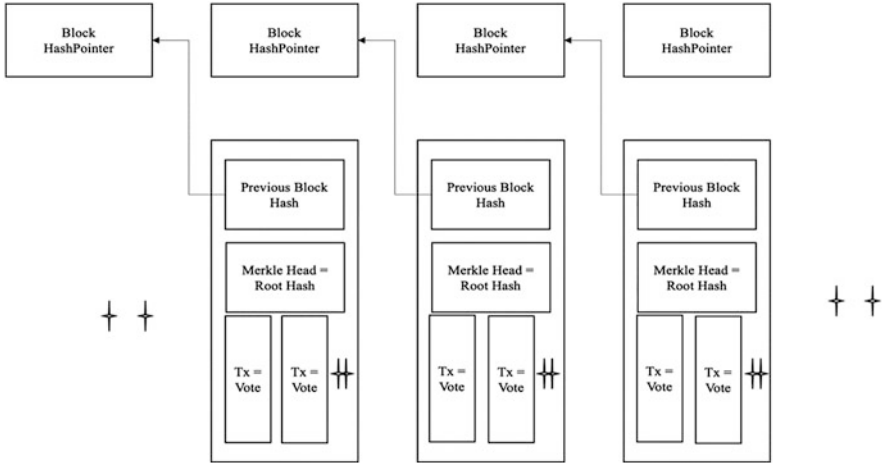 Block
HashPointer
Block
HashPointer
Block
HashPointer
Block
HashPointer
Previous Block
Hash
Previous Block
Hash
Previous Block
Hash
Merkle Head =
Root Hash
Merkle Head =
Root Hash
Merkle Head =
Root Hash
Tx =
Vote
Tx =
Vote
Tx =
Vote
Tx =
Vote
Tx =
Vote
Tx =
Vote